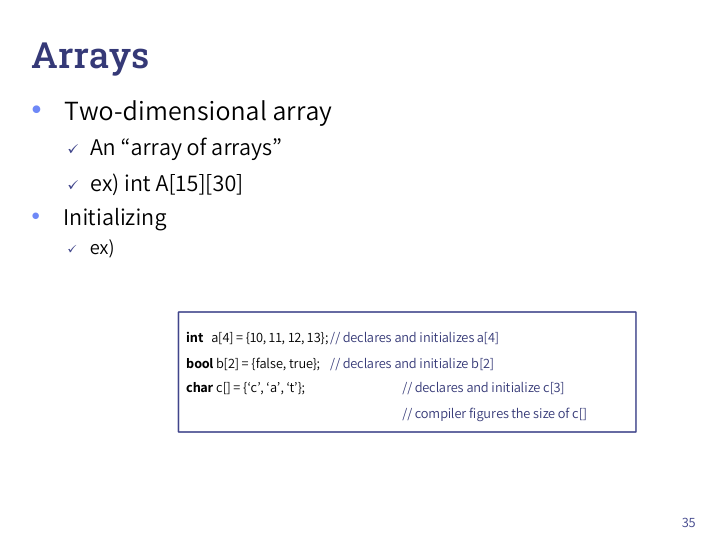 Arrays
• Two-dimensional array
✓ An “array of arrays”
✓ ex) int A[15][30]
• Initializing
✓ ex)
int a[4] = {10, 11, 12, 13}; // declares and initializes a[4]
bool b[2] = {false, true}; // declares and initialize b[2]
char c[] = {‘c’, ‘a’, ‘t’}; // declares and initialize c[3]
// compiler figures the size of c[]
35